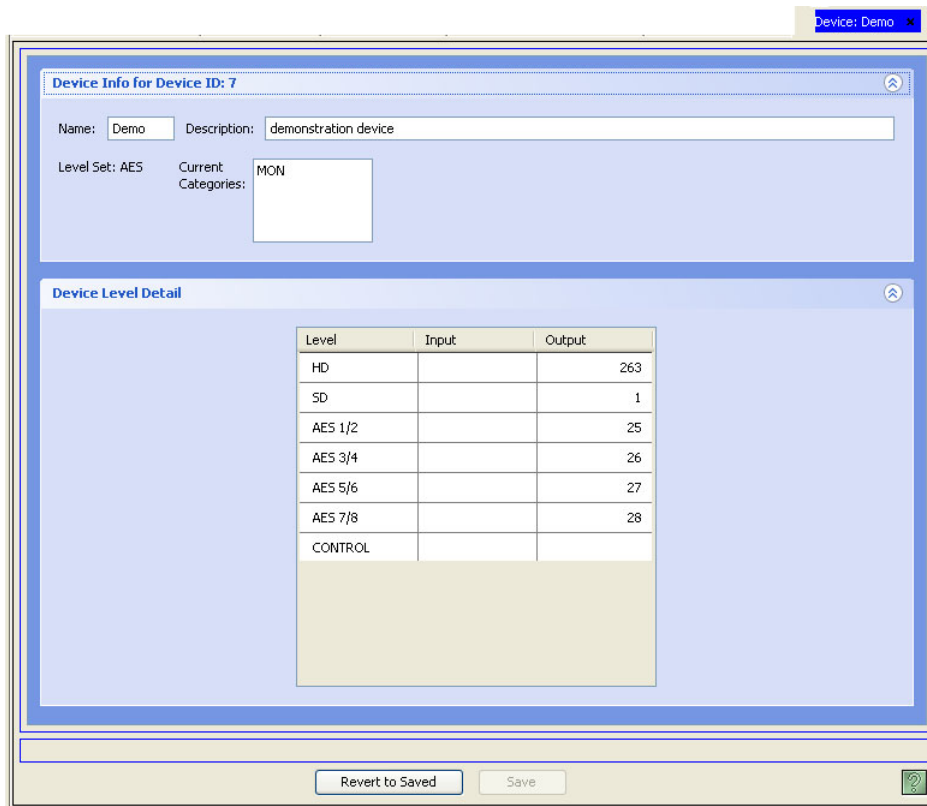 Device: Demo ×
Device Info for Device ID: 7
Name: Demo Description: demonstration device
Level Set: AES Current Categories: MON
Device Level Detail
Level Input Output
HD 263
SD 1
AES 1/2 25
AES 3/4 26
AES 5/6 27
AES 7/8 28
CONTROL
Revert to Saved Save ?